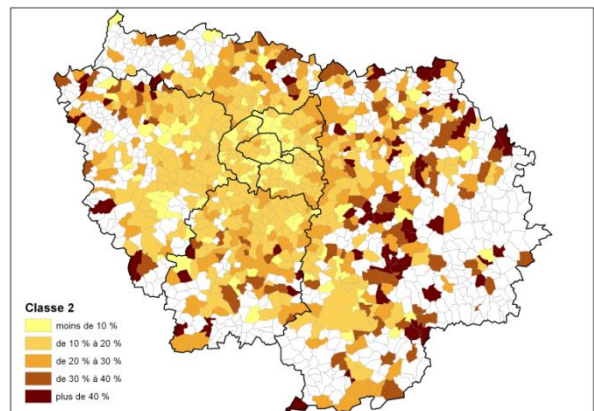 Classe 2
moins de 10 %
de 10 % à 20 %
de 20 % à 30 %
de 30 % à 40 %
plus de 40 %